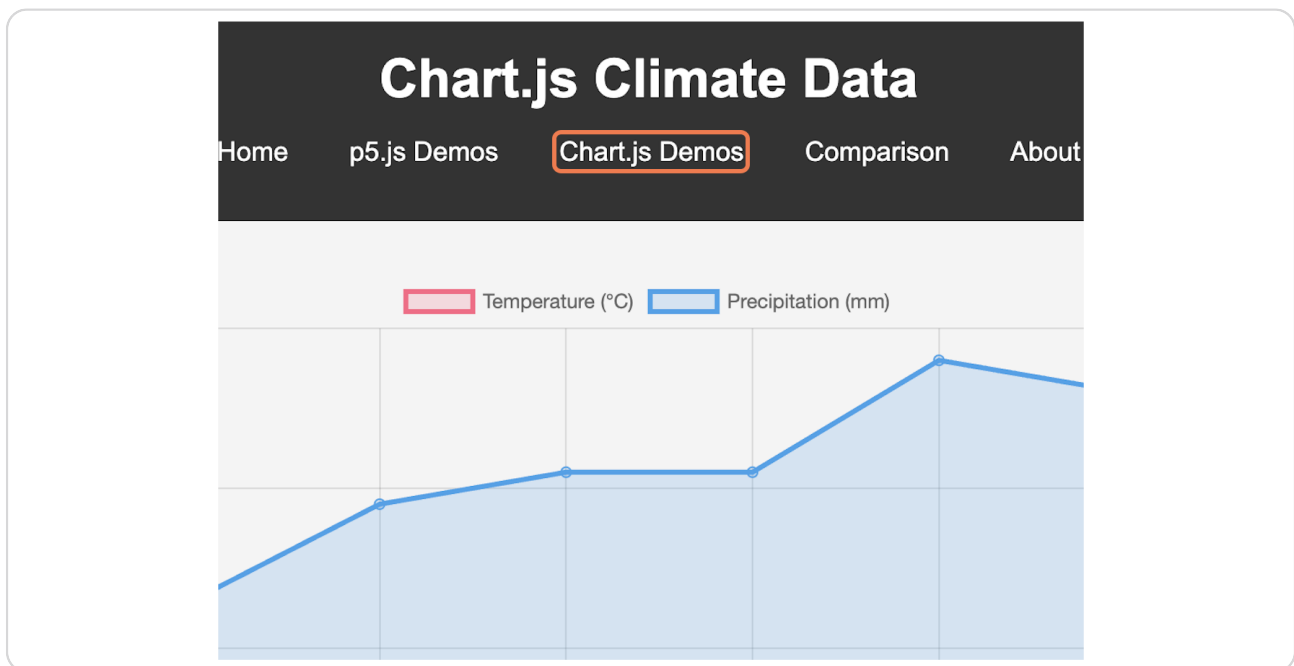 Chart.js Climate Data
Home p5.js Demos Chart.js Demos Comparison About
Temperature (°C) Precipitation (mm)